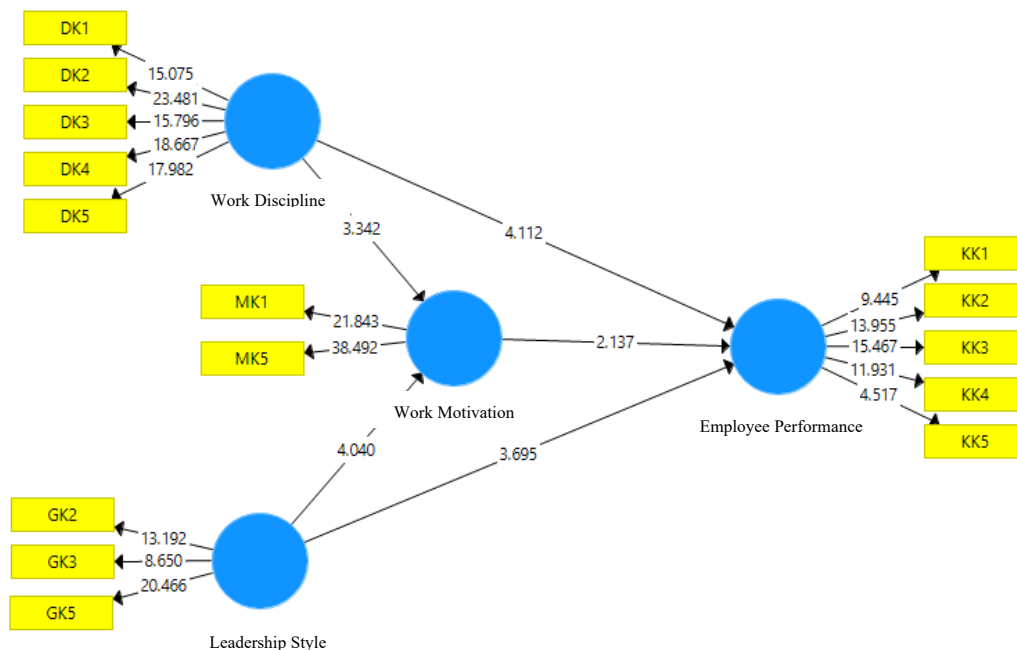 DK1
15.075
DK2
23.481
DK3
15.796
18.667
DK4
17.982
DK5
Work Discipline
3.342
4.112
KK1
9.445
KK2
13.955
KK3
15.467
11.931
KK4
4.517
KK5
MK1
21.843
MK5
38.492
2.137
Work Motivation
Employee Performance
4.040
3.695
GK2
13.192
GK3
8.650
20.466
GK5
Leadership Style